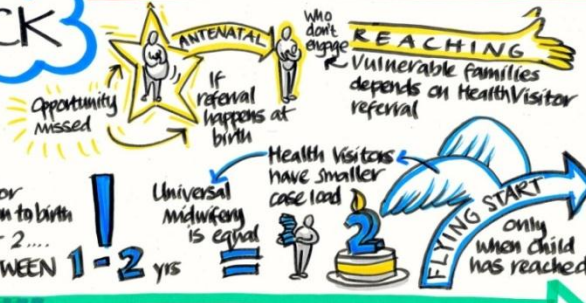 CK
ANTENATAL
WHO
don't
engage
REACHING
Opportunity
missed
If
referral
happens at
birth
Vulnerable families
depends on Health Visitor
referral
or
n to birth
2....
WEEN 1-2 yrs
!
Universal
midwifery
is equal
=
Health Visitors
have smaller
case load
2
FLYING START
only
when child
has reached